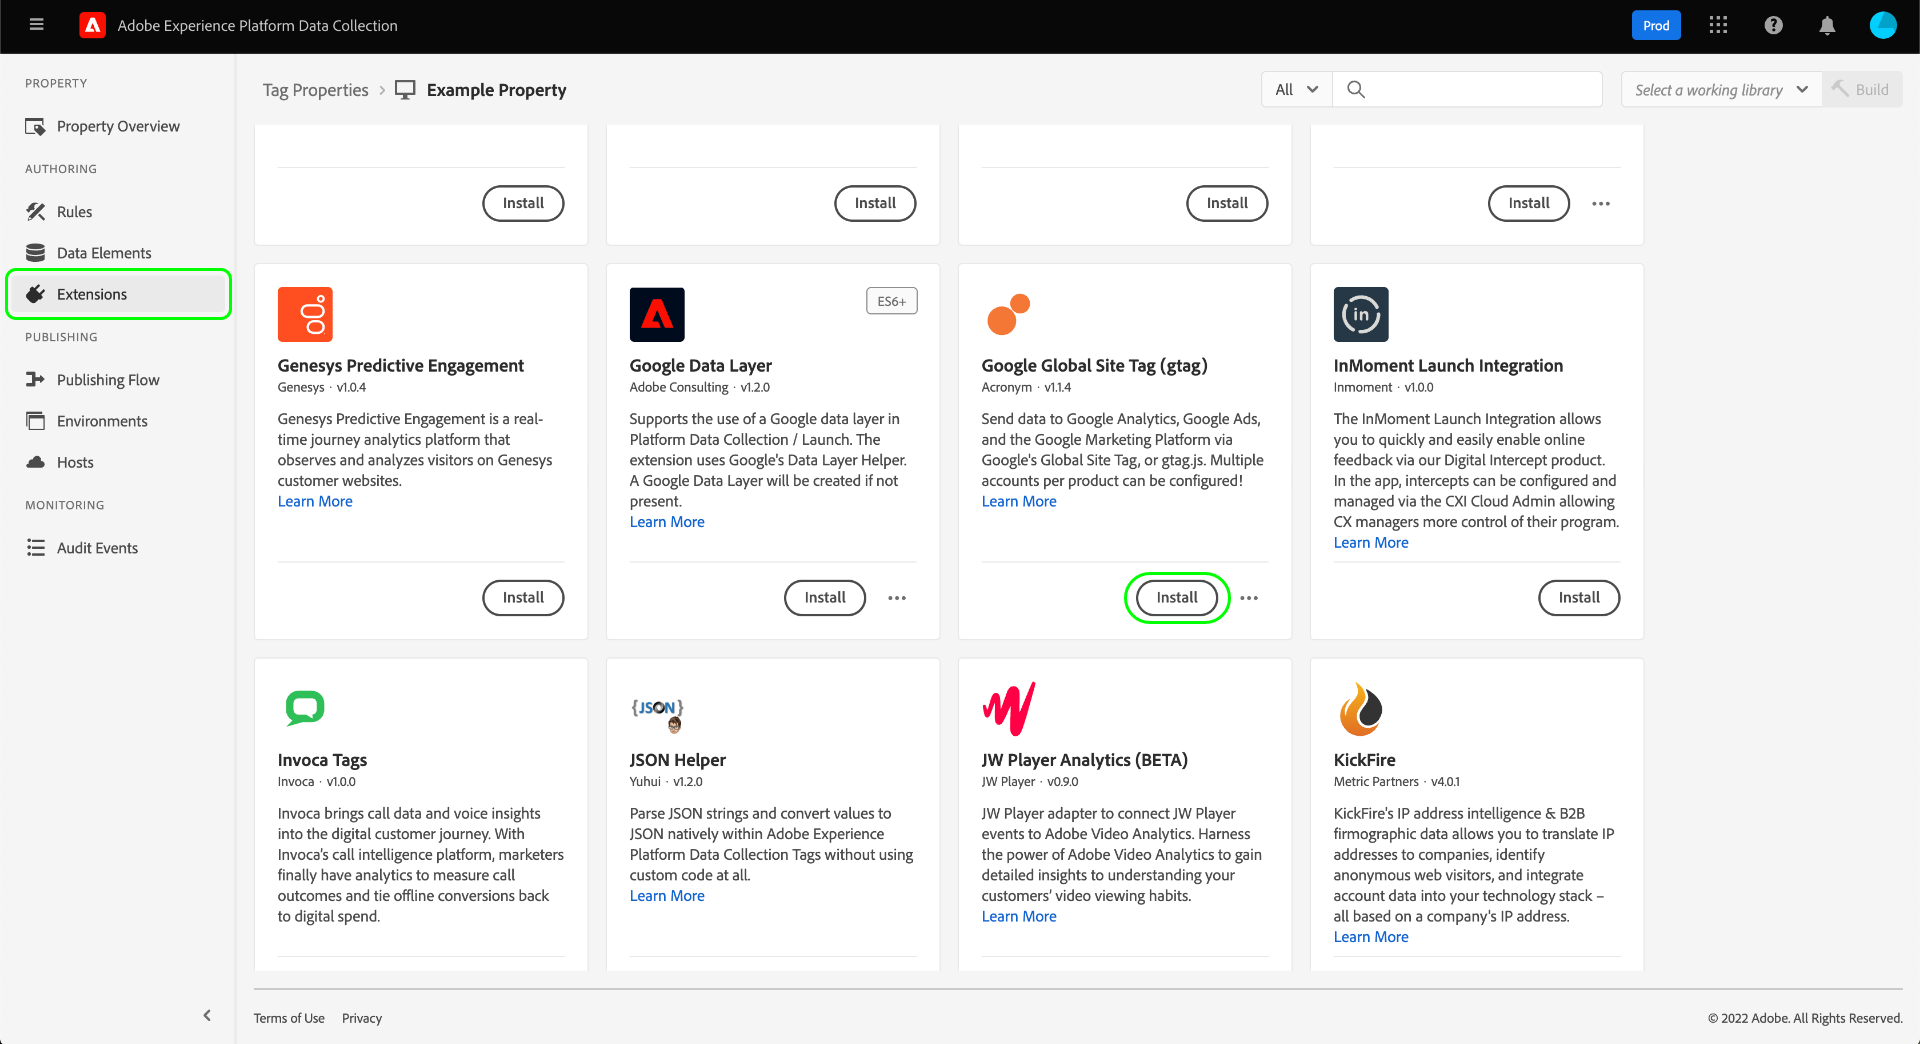 Adobe Experience Platform Data Collection
Prod
PROPERTY
Property Overview
AUTHORING
Rules
Data Elements
Extensions
PUBLISHING
Publishing Flow
Environments
Hosts
MONITORING
Audit Events
Tag Properties
Example Property
All
Select a working library
Build
Install
Install
Install
Install
Genesys Predictive Engagement
Genesys · v1.0.4
Genesys Predictive Engagement is a real-
time journey analytics platform that
observes and analyzes visitors on Genesys
customer websites.
Learn More
Install
ES6+
Google Data Layer
Adobe Consulting · v1.2.0
Supports the use of a Google data layer in
Platform Data Collection / Launch. The
extension uses Google's Data Layer Helper.
A Google Data Layer will be created if not
present.
Learn More
Install
Google Global Site Tag (gtag)
Acronym · v1.1.4
Send data to Google Analytics, Google Ads,
and the Google Marketing Platform via
Google's Global Site Tag, or gtag.js. Multiple
accounts per product can be configured!
Learn More
Install
in
InMoment Launch Integration
Inmoment · v1.0.0
The InMoment Launch Integration allows
you to quickly and easily enable online
feedback via our Digital Intercept product.
In the app, intercepts can be configured and
managed via the CXI Cloud Admin allowing
CX managers more control of their program.
Learn More
Install
Invoca Tags
Invoca · v1.0.0
Invoca brings call data and voice insights
into the digital customer journey. With
Invoca's call intelligence platform, marketers
finally have analytics to measure call
outcomes and tie offline conversions back
to digital spend.
{JSON}
JSON Helper
Yuhui · v1.2.0
Parse JSON strings and convert values to
JSON natively within Adobe Experience
Platform Data Collection Tags without using
custom code at all.
Learn More
JW Player Analytics (BETA)
JW Player · v0.9.0
JW Player adapter to connect JW Player
events to Adobe Video Analytics. Harness
the power of Adobe Video Analytics to gain
detailed insights to understanding your
customers' video viewing habits.
Learn More
KickFire
Metric Partners · v4.0.1
KickFire's IP address intelligence & B2B
firmographic data allows you to translate IP
addresses to companies, identify
anonymous web visitors, and integrate
account data into your technology stack –
all based on a company's IP address.
Learn More
Terms of Use
Privacy
© 2022 Adobe. All Rights Reserved.